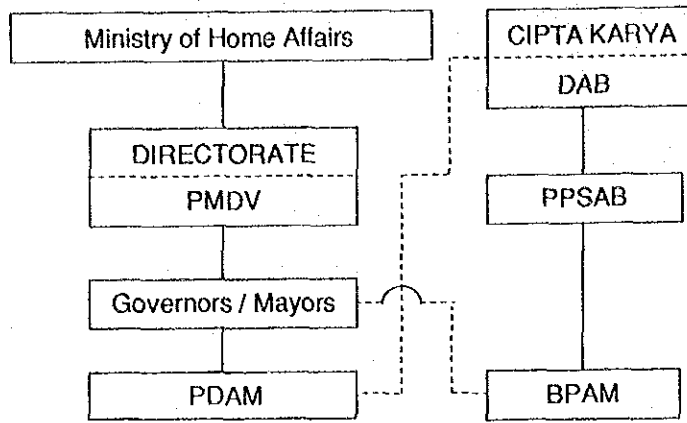 Ministry of Home Affairs
CIPTA KARYA
DAB
DIRECTORATE
PMDV
PPSAB
Governors / Mayors
PDAM
BPAM